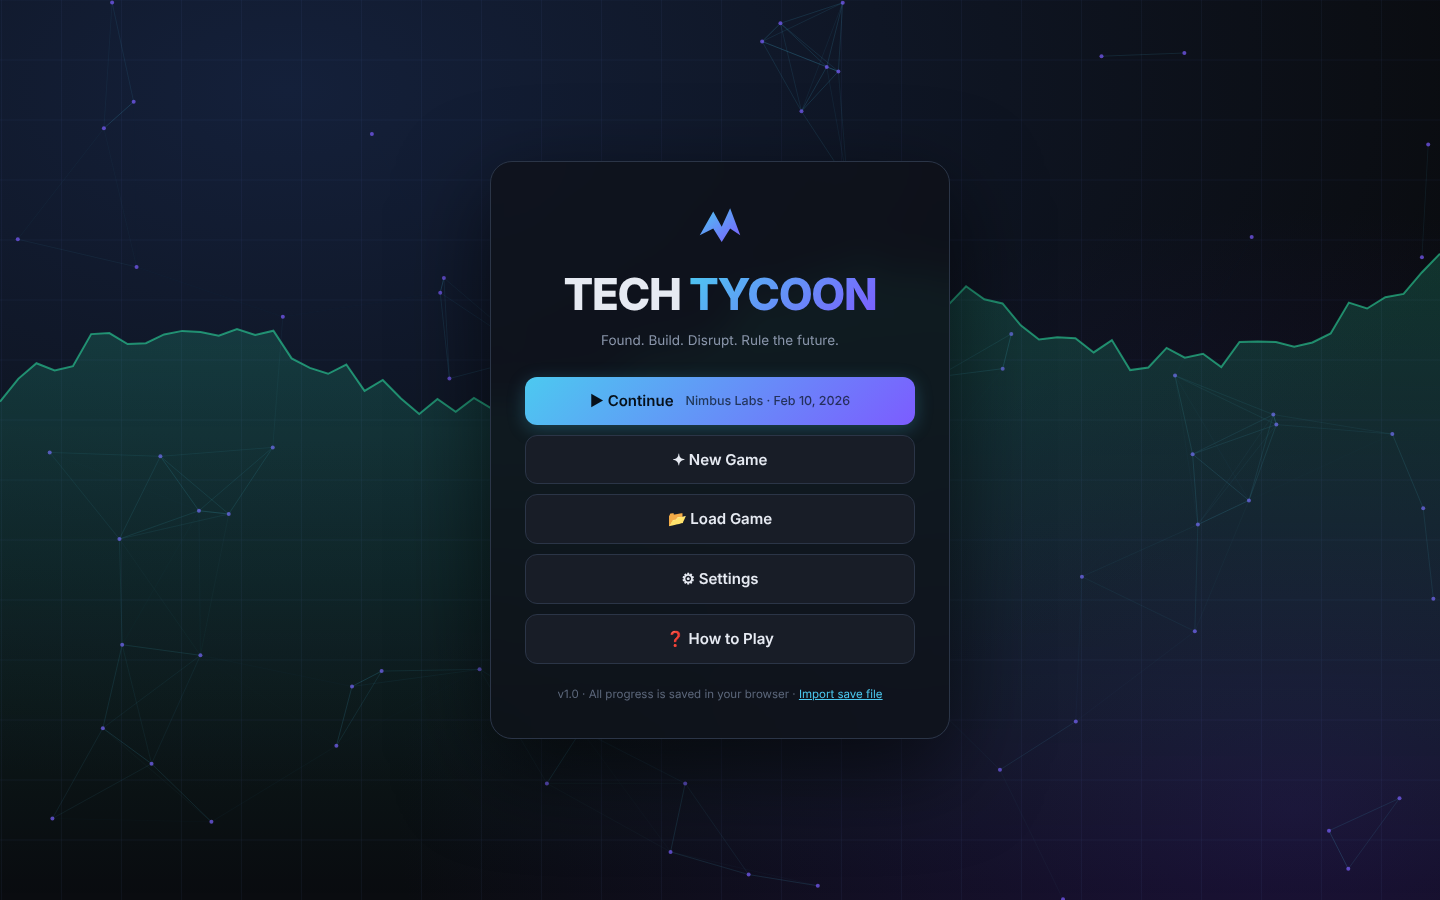 TECH TYCOON
Found. Build. Disrupt. Rule the future.
▶ Continue Nimbus Labs · Feb 10, 2026
✦ New Game
📂 Load Game
⚙ Settings
❓ How to Play
v1.0 · All progress is saved in your browser · Import save file